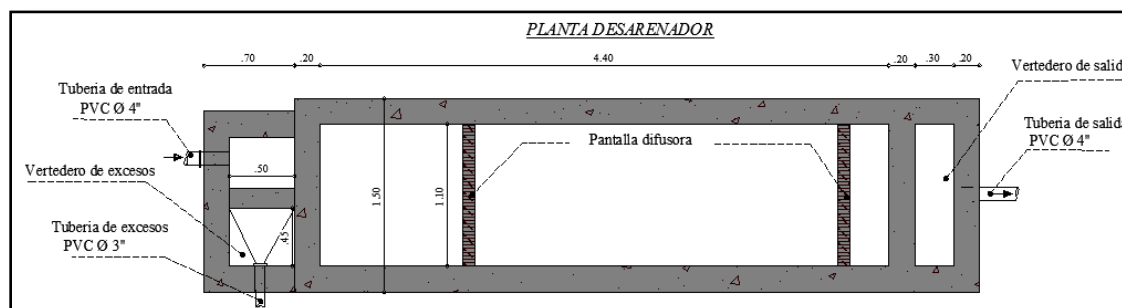 PLANTA DESARENADOR
.70
.20
4.40
.20
.30
.20
Tuberia de entrada
PVC Ø 4"
Vertedero de excesos
Tuberia de excesos
PVC Ø 3"
.50
.45
1.50
1.10
Pantalla difusora
Vertedero de salid
Tuberia de salida
PVC Ø 4"